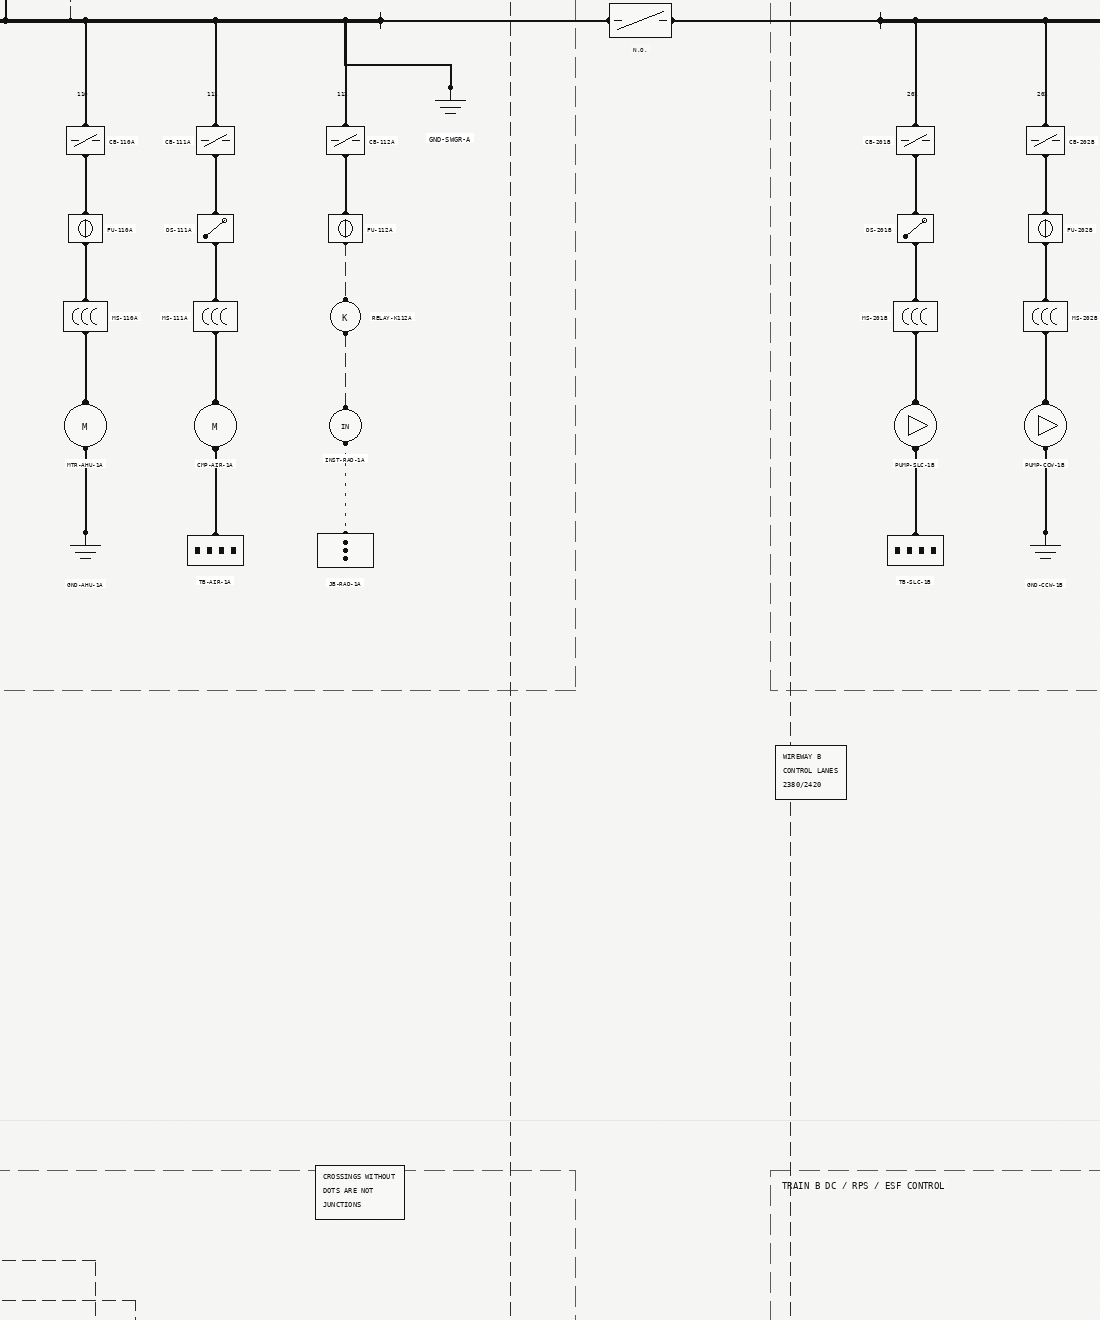 N.O.
CB-110A
CB-111A
CB-112A
GND-SWGR-A
CB-201B
CB-202B
FU-110A
DS-111A
FU-112A
DS-201B
FU-202B
MS-110A
MS-111A
K
RELAY-K112A
MS-201B
MS-202B
M
M
IN
MTR-AHU-1A
CMP-AIR-1A
INST-RAD-1A
PUMP-SLC-1B
PUMP-CCW-1B
GND-AHU-1A
TB-AIR-1A
JB-RAD-1A
TB-SLC-1B
GND-CCW-1B
WIREWAY B
CONTROL LANES
2380/2420
CROSSINGS WITHOUT
DOTS ARE NOT
JUNCTIONS
TRAIN B DC / RPS / ESF CONTROL